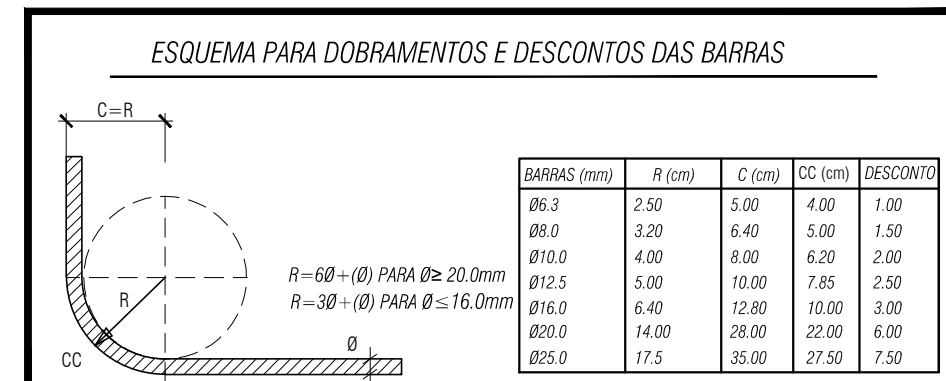 ESQUEMA PARA DOBRAMENTOS E DESCONTOS DAS BARRAS
C=R
R
CC
Ø
R=6Ø+(Ø) PARA Ø≥ 20.0mm
R=3Ø+(Ø) PARA Ø≤16.0mm
BARRAS (mm) R (cm) C (cm) CC (cm) DESCONTO
Ø6.3 2.50 5.00 4.00 1.00
Ø8.0 3.20 6.40 5.00 1.50
Ø10.0 4.00 8.00 6.20 2.00
Ø12.5 5.00 10.00 7.85 2.50
Ø16.0 6.40 12.80 10.00 3.00
Ø20.0 14.00 28.00 22.00 6.00
Ø25.0 17.5 35.00 27.50 7.50